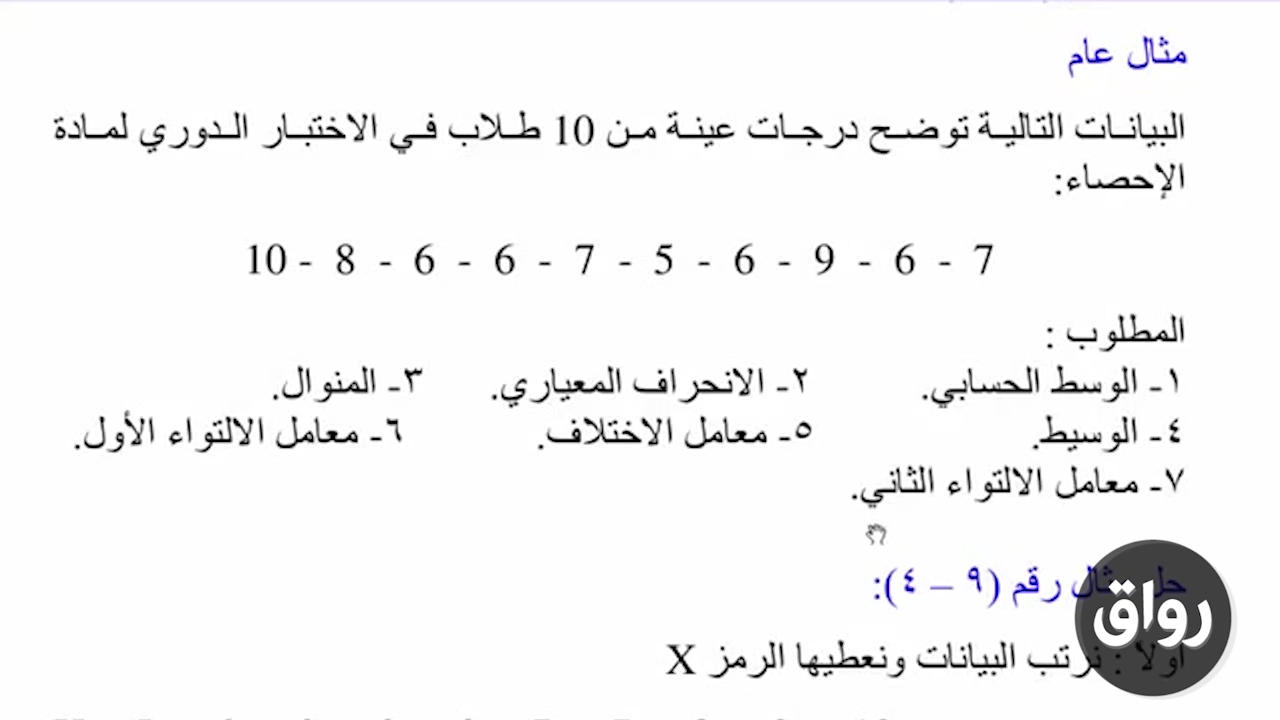 مثال عام
البيانات التالية توضح درجات عينة من 10 طلاب في الاختبار الدوري لمادة
الإحصاء:
10 - 8 - 6 - 6 - 7 - 5 - 6 - 9 - 6 - 7
المطلوب :
١- الوسط الحسابي. ٢- الانحراف المعياري. ٣- المنوال.
٤- الوسيط. ٥- معامل الاختلاف. ٦- معامل الالتواء الأول.
٧- معامل الالتواء الثاني.
حل مثال رقم (٩ – ٤):
رواق
أولا : نرتب البيانات ونعطيها الرمز X